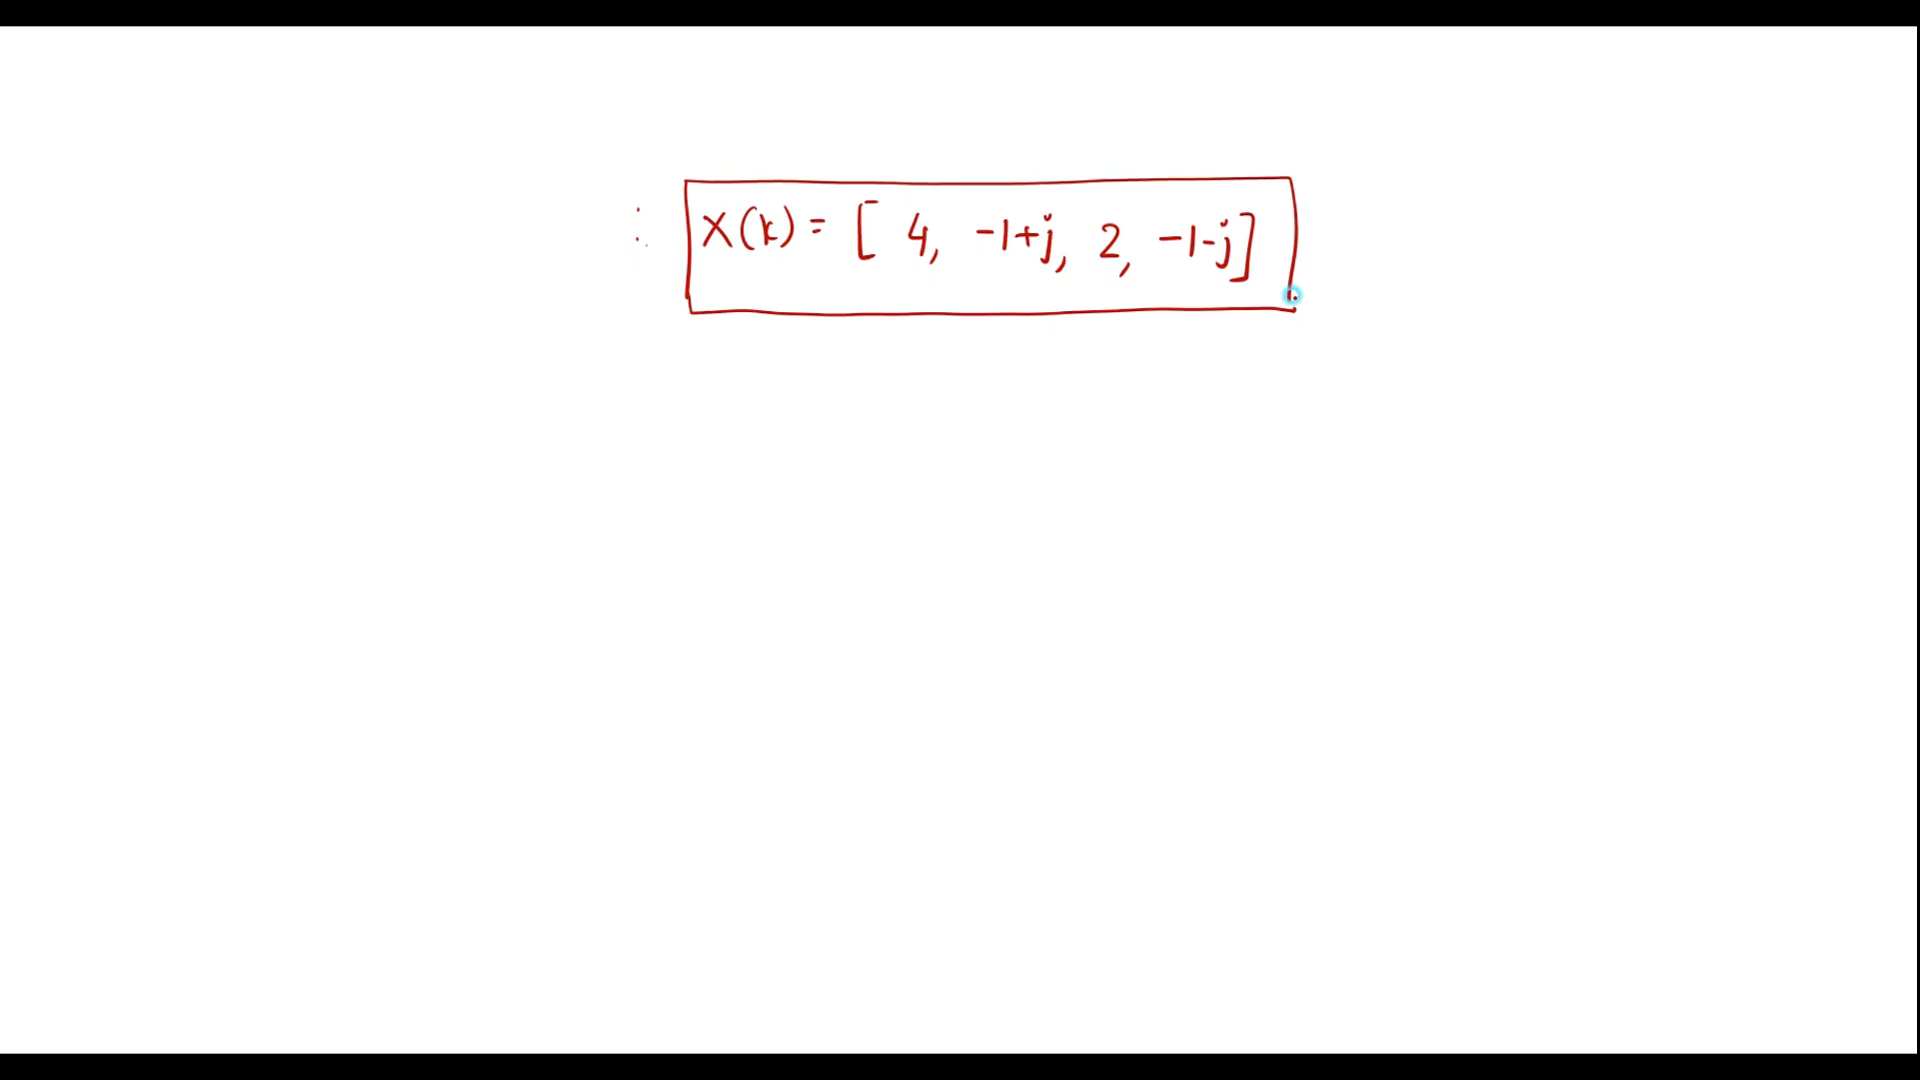 ∴ X(k) = [ 4, -1+j, 2, -1-j]